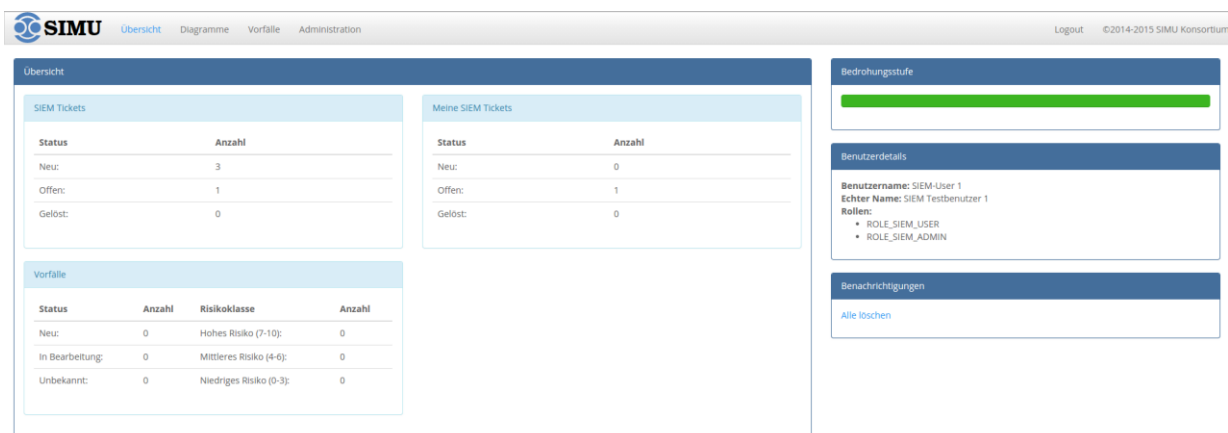 SIMU Übersicht Diagramme Vorfälle Administration Logout ©2014-2015 SIMU Konsortium
Übersicht
SIEM Tickets
Status Anzahl
Neu: 3
Offen: 1
Gelöst: 0
Meine SIEM Tickets
Status Anzahl
Neu: 0
Offen: 1
Gelöst: 0
Vorfälle
Status Anzahl Risikoklasse Anzahl
Neu: 0 Hohes Risiko (7-10): 0
In Bearbeitung: 0 Mittleres Risiko (4-6): 0
Unbekannt: 0 Niedriges Risiko (0-3): 0
Bedrohungsstufe
Benutzerdetails
Benutzername: SIEM-User 1
Echter Name: SIEM Testbenutzer 1
Rollen:
• ROLE_SIEM_USER
• ROLE_SIEM_ADMIN
Benachrichtigungen
Alle löschen